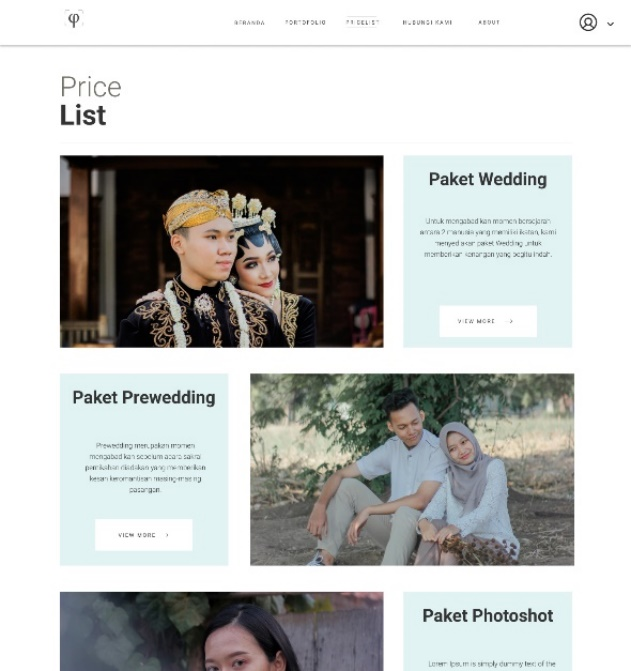 φ
BERANDA PORTOFOLIO PRICELIST HUBUNGI KAMI ABOUT
Price
List
Paket Wedding
Untuk mengabadikan momen bersejarah
antara 2 manusia yang memiliki ikatan, kami
menyediakan paket Wedding untuk
memberikan kenangan yang begitu indah.
VIEW MORE >
Paket Prewedding
Prewedding merupakan momen
mengabadikan sebelum acara sakral
pernikahan diadakan yang memberikan
kesan keromantisan masing-masing
pasangan.
VIEW MORE >
Paket Photoshot
Lorem Ipsum is simply dummy text of the